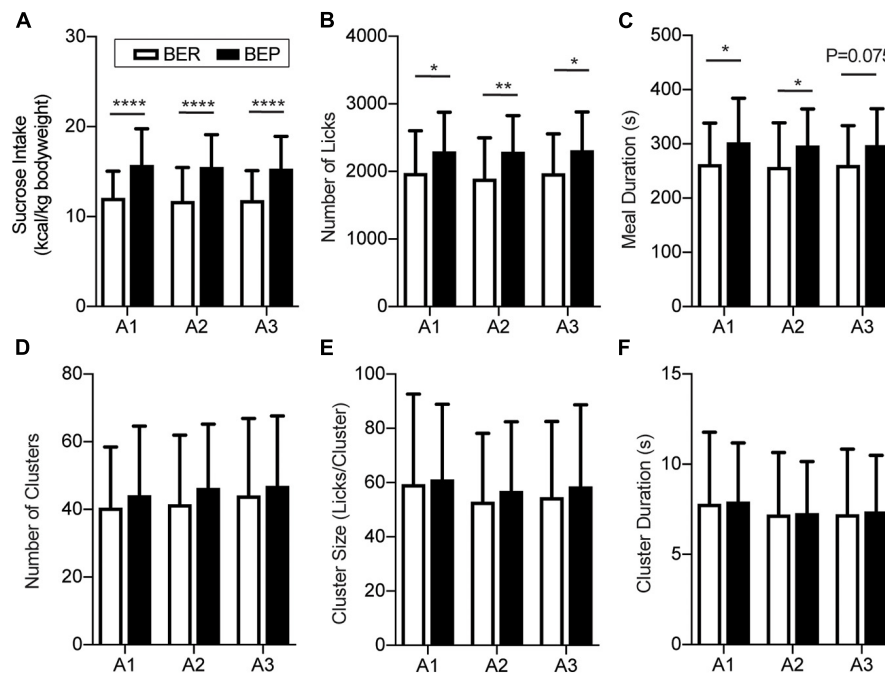 A
Sucrose Intake
(kcal/kg bodyweight)
30
20
10
0
BER BEP
**** **** ****
A1 A2 A3
B
Number of Licks
4000
3000
2000
1000
0
* ** *
A1 A2 A3
C
Meal Duration (s)
500
400
300
200
100
0
* * P=0.075
A1 A2 A3
D
Number of Clusters
80
60
40
20
0
A1 A2 A3
E
Cluster Size (Licks/Cluster)
100
80
60
40
20
0
A1 A2 A3
F
Cluster Duration (s)
15
10
5
0
A1 A2 A3